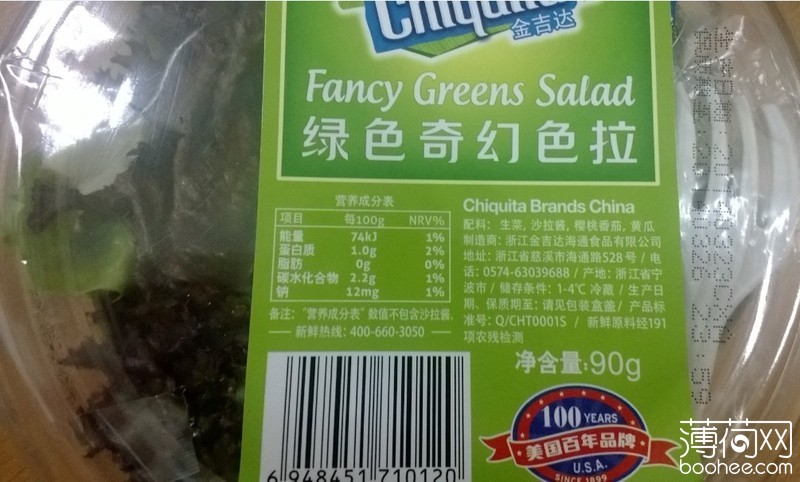 Chiquita
金吉达
Fancy Greens Salad
绿色奇幻色拉
营养成分表
项目 每100g NRV%
能量 74kJ 1%
蛋白质 1.0g 2%
脂肪 0g 0%
碳水化合物 2.2g 1%
钠 12mg 1%
备注：“营养成分表”数值不包含沙拉酱.
新鲜热线：400-660-3050
Chiquita Brands China
配料：生菜, 沙拉酱, 樱桃番茄, 黄瓜
制造商：浙江金吉达海通食品有限公司
地址：浙江省慈溪市海通路528号 / 电
话：0574-63039688 / 产地：浙江省宁
波市 / 储存条件：1-4℃ 冷藏 / 生产日
期、保质期至：请见包装盒盖 / 产品标
准号：Q/CHT0001S / 新鲜原料经191
项农残检测
净含量:90g
6 948451 710120
100 YEARS
美国百年品牌
U.S.A.
SINCE 1899
生产日期
薄荷网
boohee.com